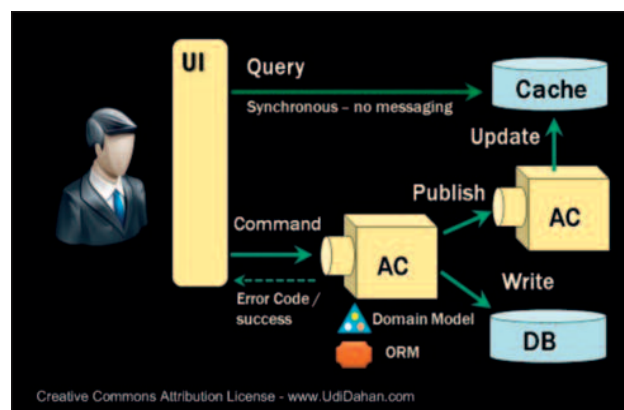 UI
Query
Synchronous – no messaging
Cache
Update
Publish
AC
Command
AC
Error Code /
success
Write
Domain Model
ORM
DB
Creative Commons Attribution License - www.UdiDahan.com